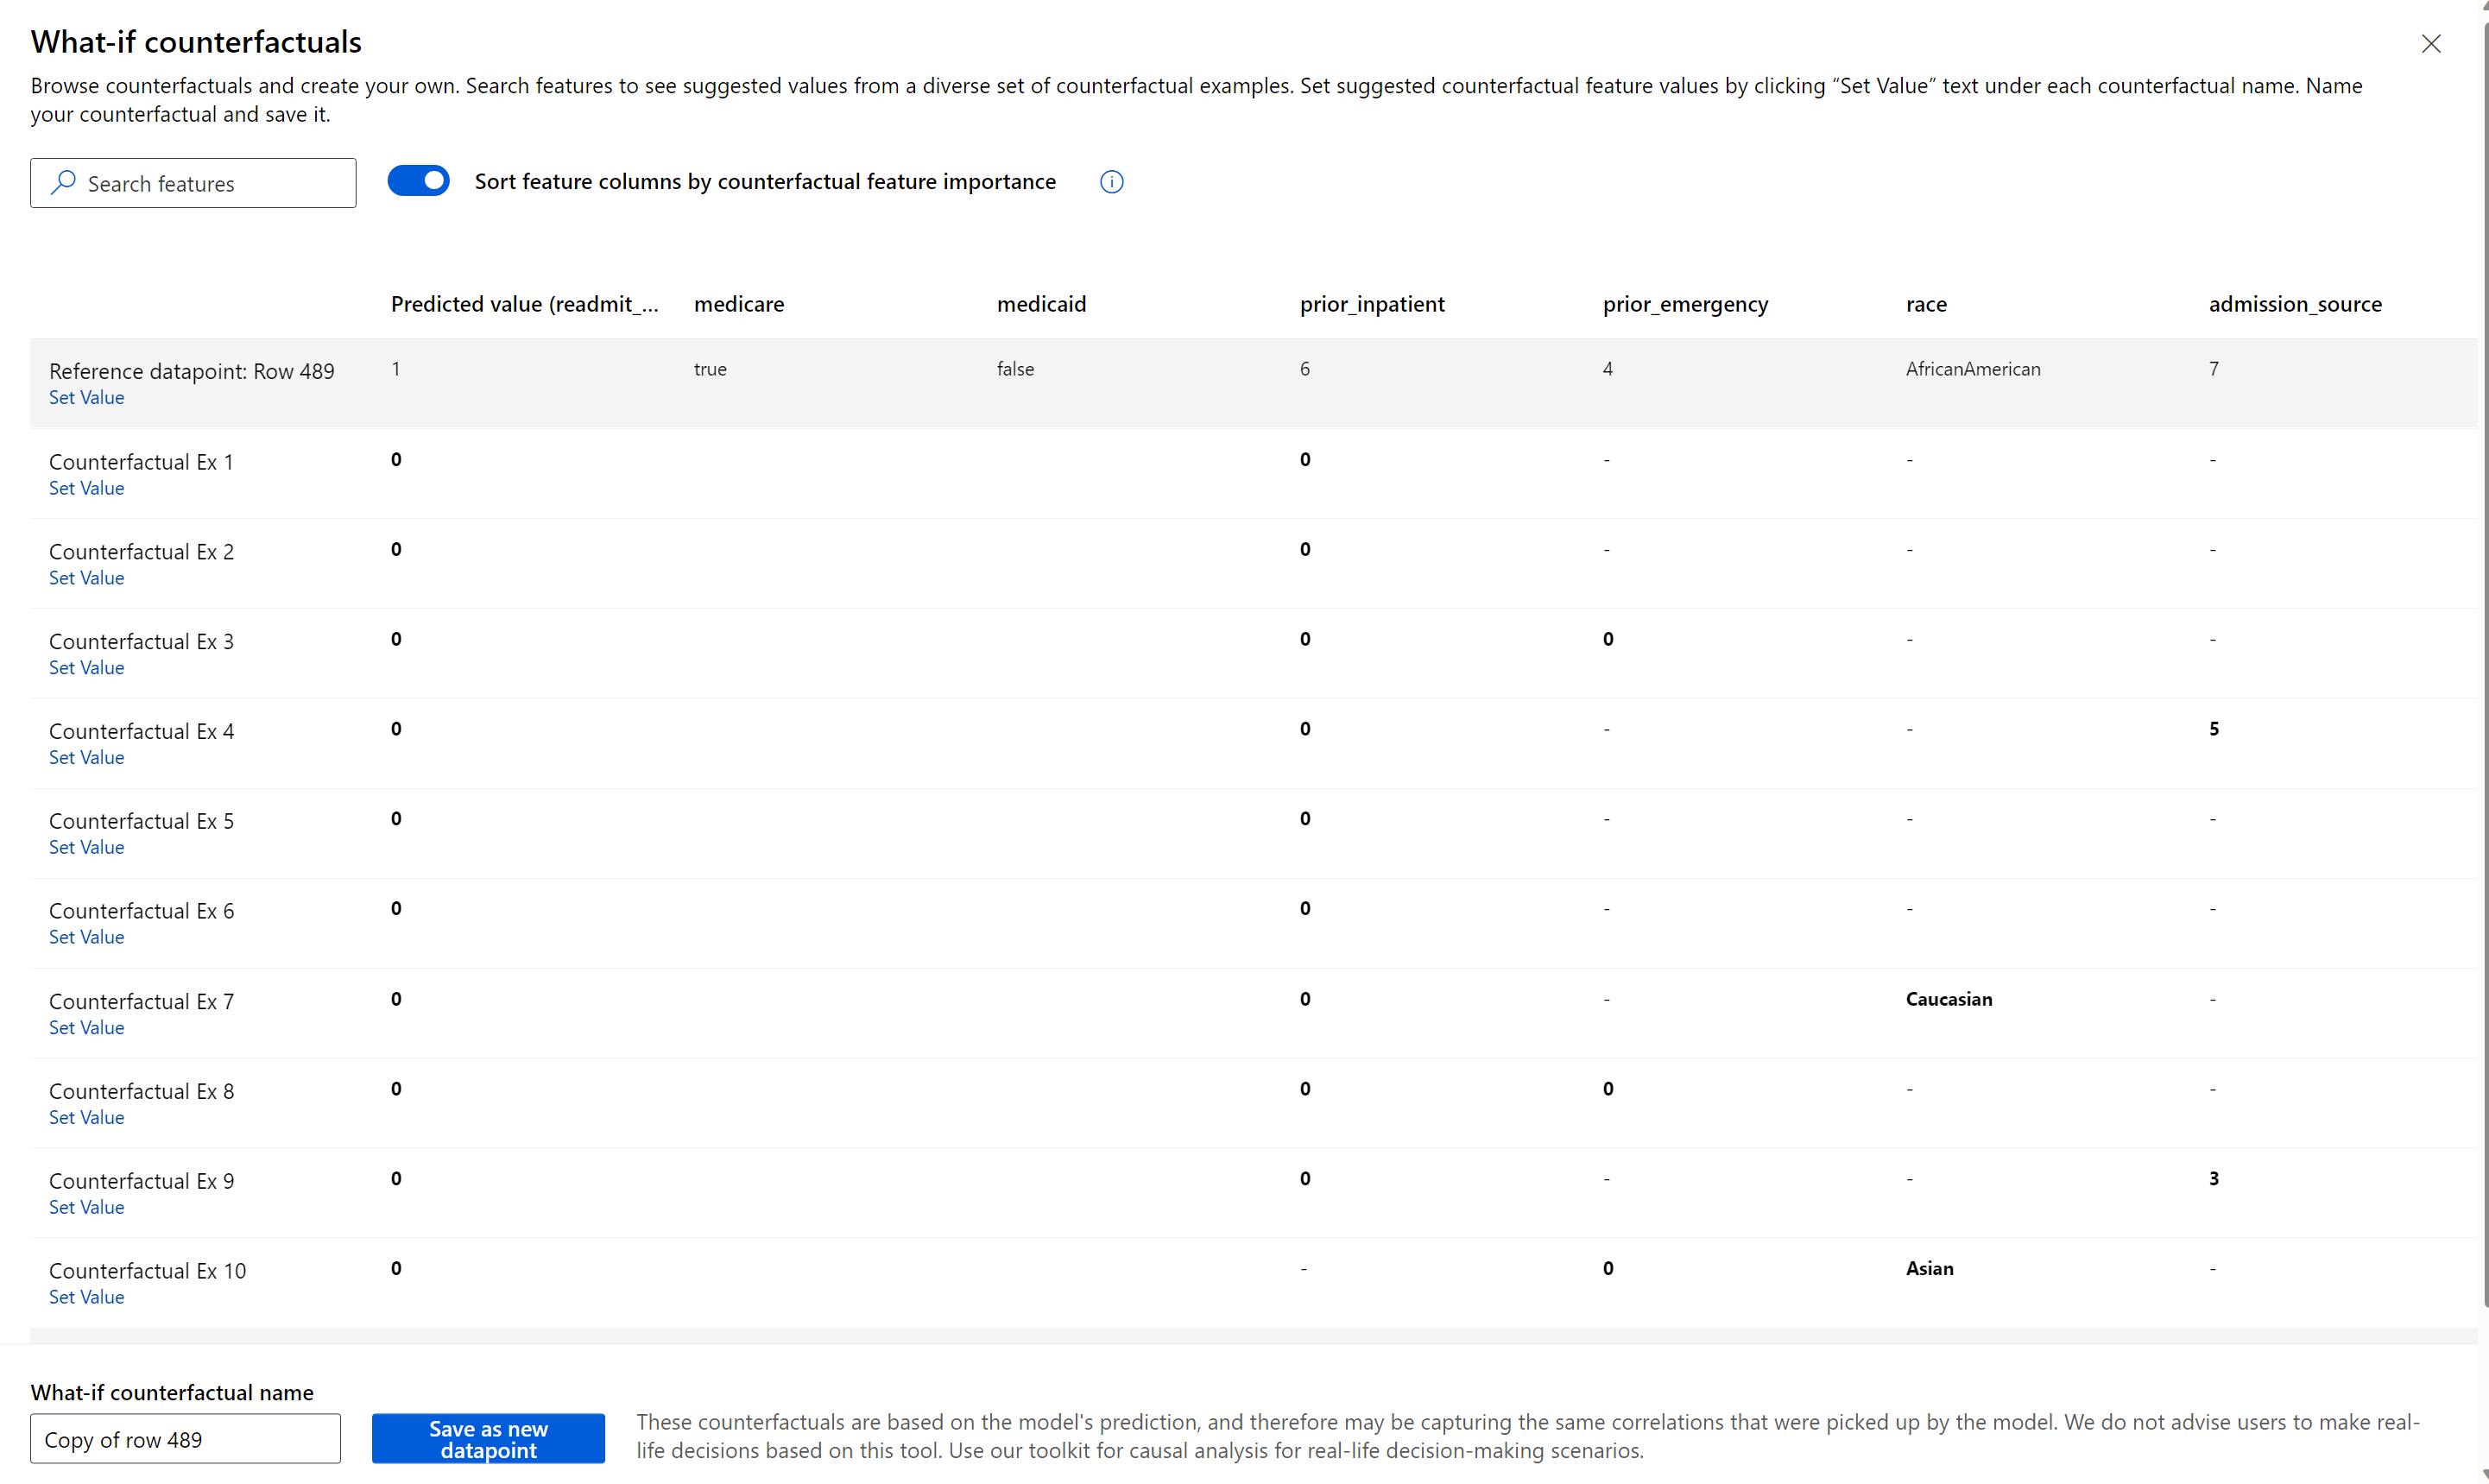 What-if counterfactuals
Browse counterfactuals and create your own. Search features to see suggested values from a diverse set of counterfactual examples. Set suggested counterfactual feature values by clicking “Set Value” text under each counterfactual name. Name
your counterfactual and save it.
Search features
Sort feature columns by counterfactual feature importance
Predicted value (readmit_... medicare medicaid prior_inpatient prior_emergency race admission_source
Reference datapoint: Row 489 1 true false 6 4 AfricanAmerican 7
Set Value
Counterfactual Ex 1 0 0 - - -
Set Value
Counterfactual Ex 2 0 0 - - -
Set Value
Counterfactual Ex 3 0 0 0 - -
Set Value
Counterfactual Ex 4 0 0 - - 5
Set Value
Counterfactual Ex 5 0 0 - - -
Set Value
Counterfactual Ex 6 0 0 - - -
Set Value
Counterfactual Ex 7 0 0 - Caucasian -
Set Value
Counterfactual Ex 8 0 0 0 - -
Set Value
Counterfactual Ex 9 0 0 - - 3
Set Value
Counterfactual Ex 10 0 - 0 Asian -
Set Value
What-if counterfactual name
Copy of row 489
Save as new
datapoint
These counterfactuals are based on the model's prediction, and therefore may be capturing the same correlations that were picked up by the model. We do not advise users to make real-
life decisions based on this tool. Use our toolkit for causal analysis for real-life decision-making scenarios.